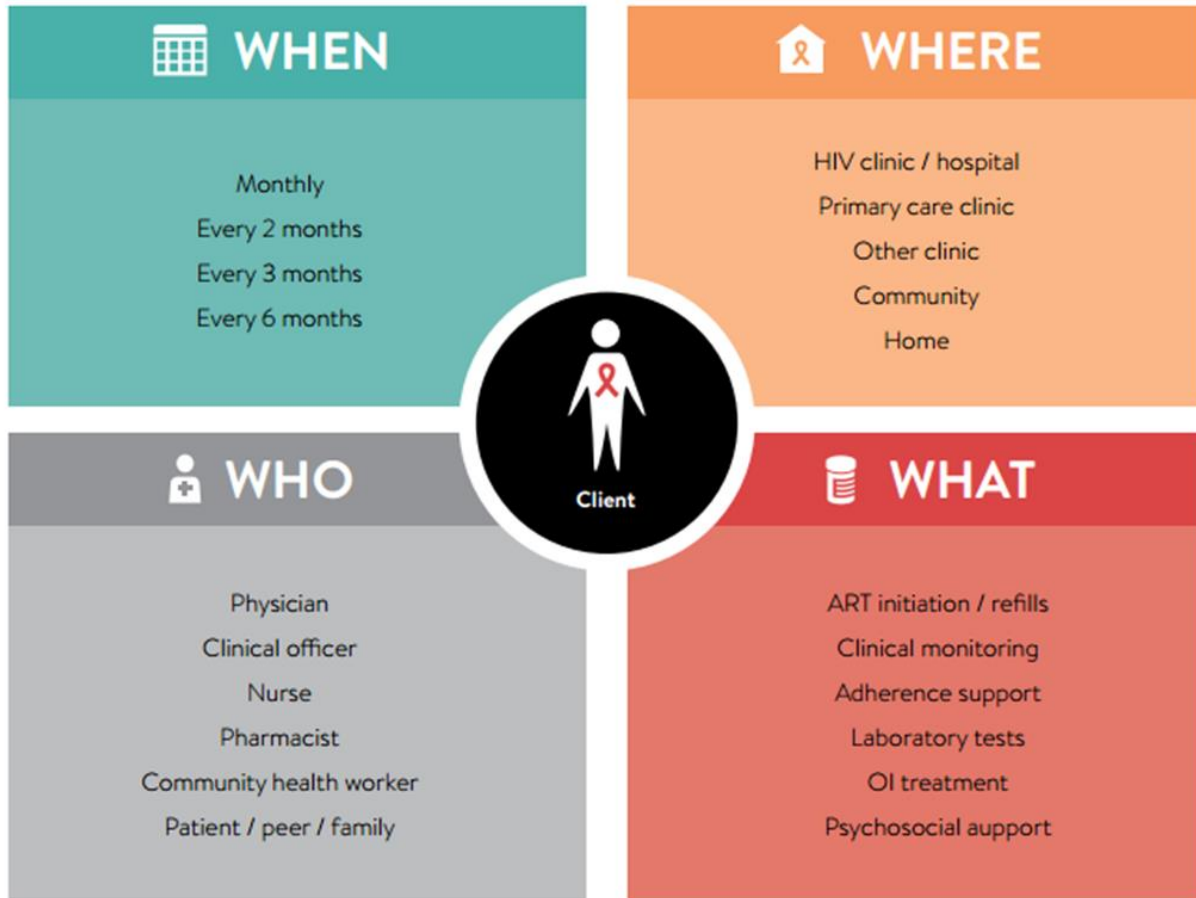 WHEN
Monthly
Every 2 months
Every 3 months
Every 6 months
WHERE
HIV clinic / hospital
Primary care clinic
Other clinic
Community
Home
Client
WHO
Physician
Clinical officer
Nurse
Pharmacist
Community health worker
Patient / peer / family
WHAT
ART initiation / refills
Clinical monitoring
Adherence support
Laboratory tests
OI treatment
Psychosocial aupport